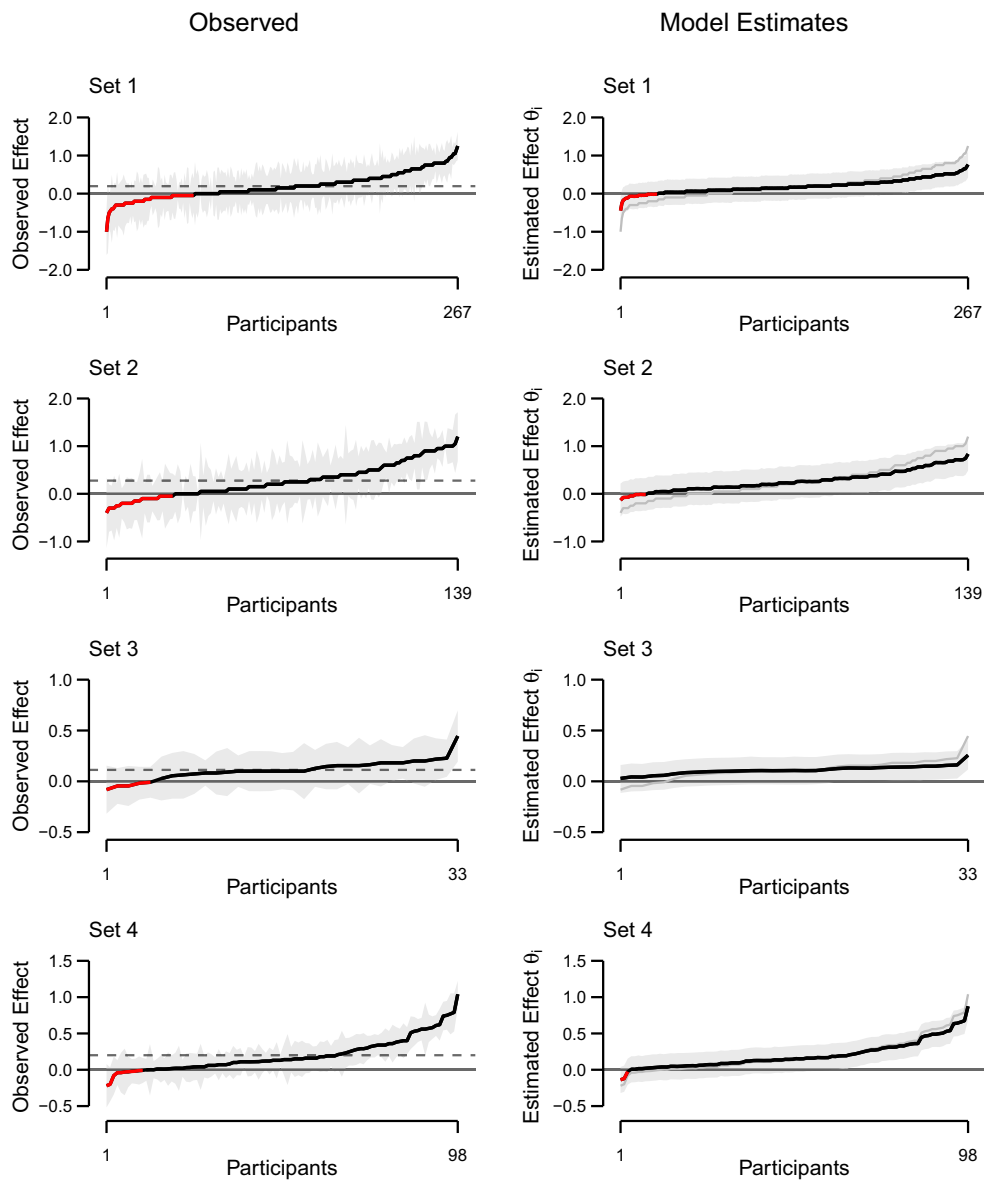 Observed
Model Estimates
Set 1
Observed Effect
2.0
1.0
0.0
−1.0
−2.0
1
267
Participants
Set 1
Estimated Effect θi
2.0
1.0
0.0
−1.0
−2.0
1
267
Participants
Set 2
Observed Effect
2.0
1.0
0.0
−1.0
1
139
Participants
Set 2
Estimated Effect θi
2.0
1.0
0.0
−1.0
1
139
Participants
Set 3
Observed Effect
1.0
0.5
0.0
−0.5
1
33
Participants
Set 3
Estimated Effect θi
1.0
0.5
0.0
−0.5
1
33
Participants
Set 4
Observed Effect
1.5
1.0
0.5
0.0
−0.5
1
98
Participants
Set 4
Estimated Effect θi
1.5
1.0
0.5
0.0
−0.5
1
98
Participants